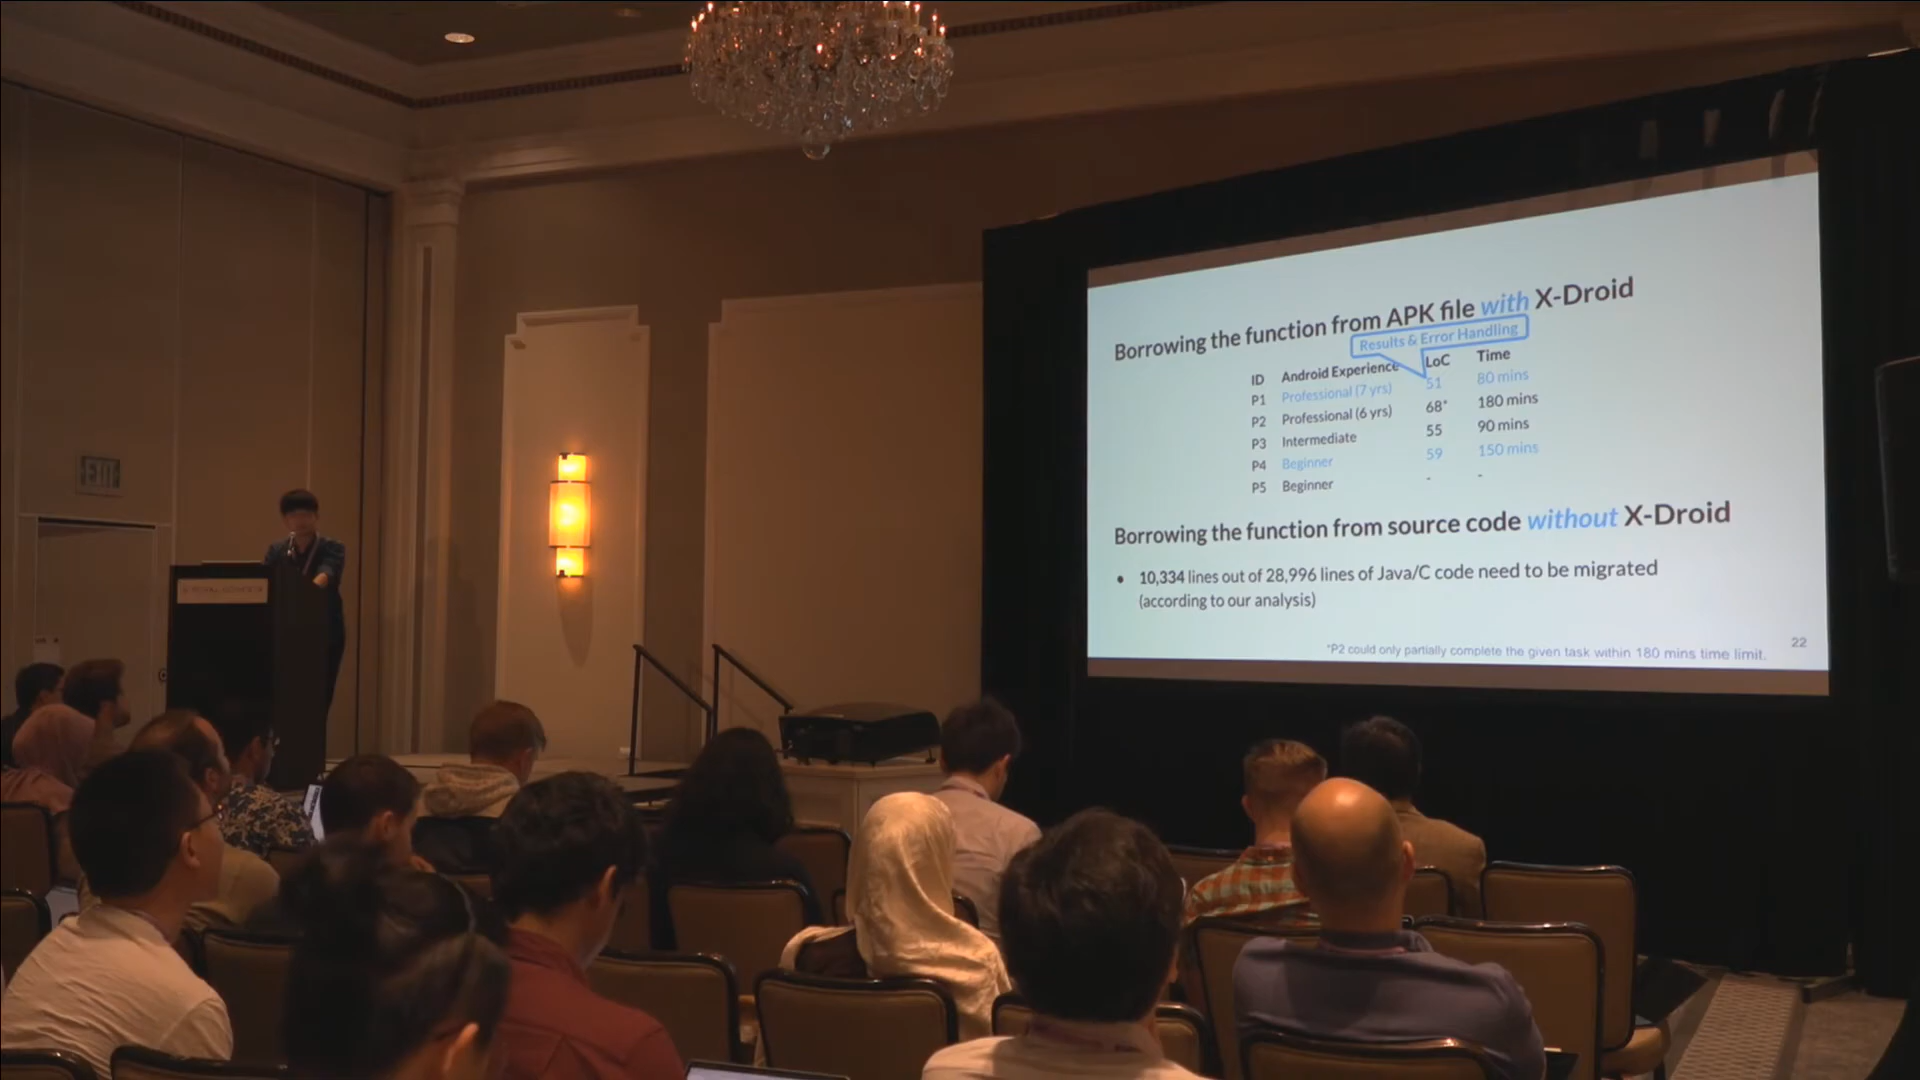 EXIT
Borrowing the function from APK file with X-Droid
Results & Error Handling
ID Android Experience LoC Time
P1 Professional (7 yrs) 51 80 mins
P2 Professional (6 yrs) 68* 180 mins
P3 Intermediate 55 90 mins
P4 Beginner 59 150 mins
P5 Beginner - -
Borrowing the function from source code without X-Droid
• 10,334 lines out of 28,996 lines of Java/C code need to be migrated
(according to our analysis)
*P2 could only partially complete the given task within 180 mins time limit.
22